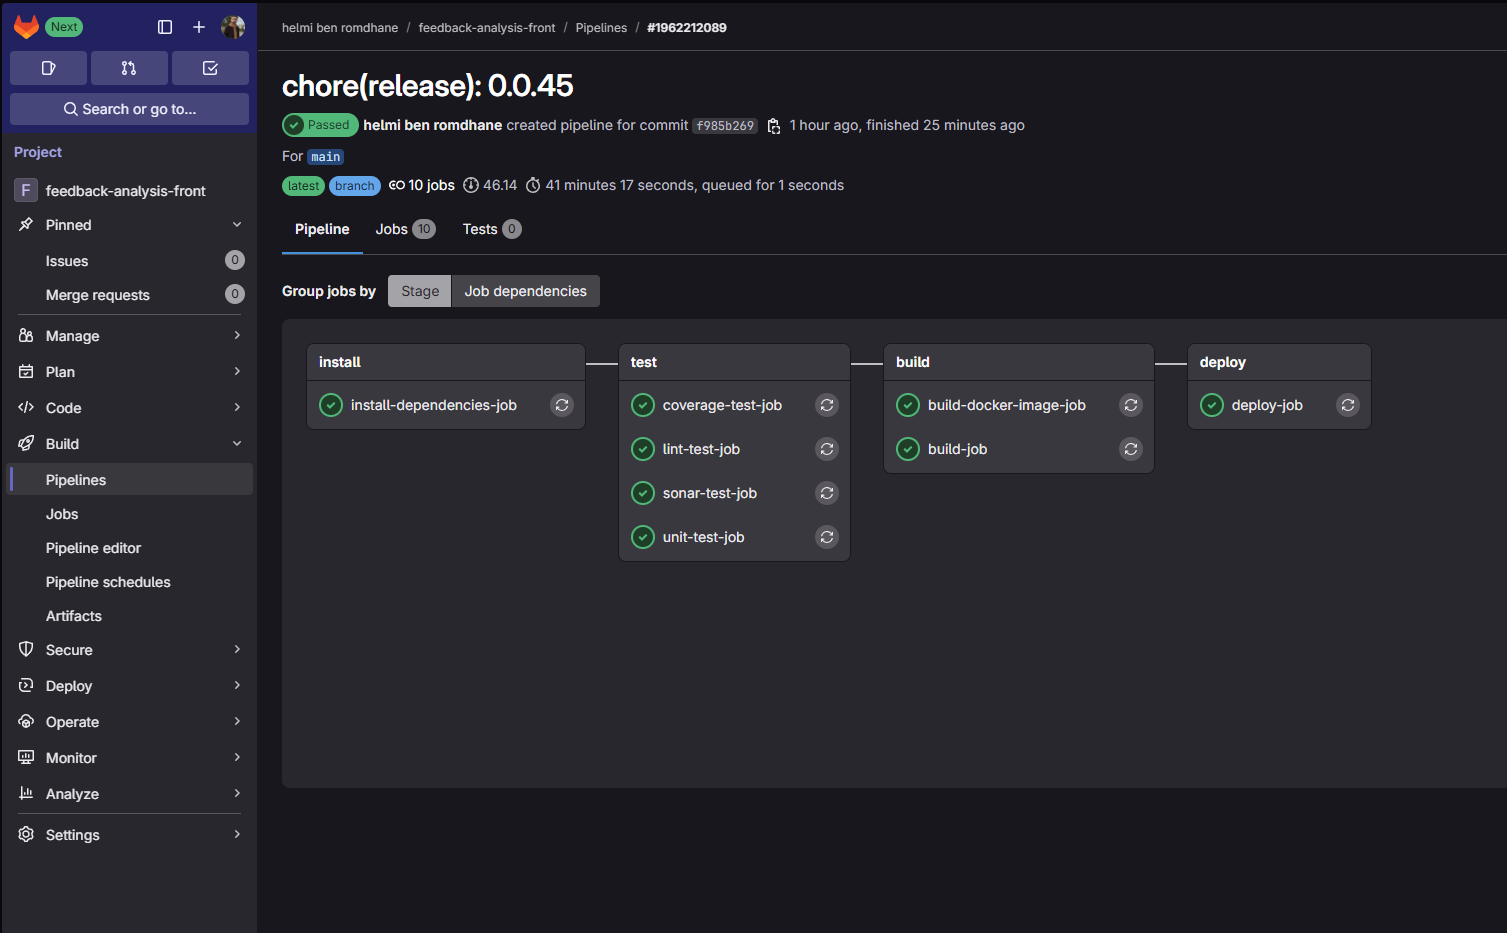 Next
Search or go to...
Project
F feedback-analysis-front
Pinned
Issues 0
Merge requests 0
Manage
Plan
Code
Build
Pipelines
Jobs
Pipeline editor
Pipeline schedules
Artifacts
Secure
Deploy
Operate
Monitor
Analyze
Settings
helmi ben romdhane / feedback-analysis-front / Pipelines / #1962212089
chore(release): 0.0.45
Passed helmi ben romdhane created pipeline for commit f985b269 1 hour ago, finished 25 minutes ago
For main
latest branch 10 jobs 46.14 41 minutes 17 seconds, queued for 1 seconds
Pipeline Jobs 10 Tests 0
Group jobs by Stage Job dependencies
install
install-dependencies-job
test
coverage-test-job
lint-test-job
sonar-test-job
unit-test-job
build
build-docker-image-job
build-job
deploy
deploy-job